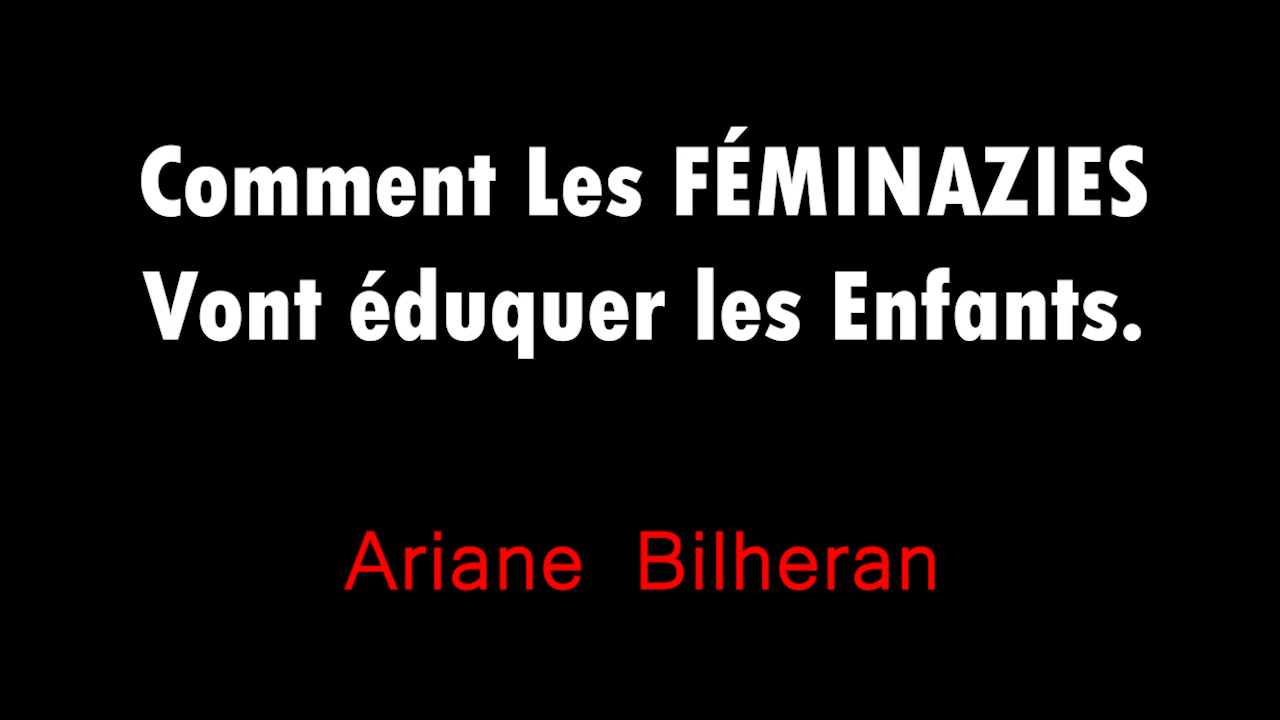 Comment Les FÉMINAZIES
Vont éduquer les Enfants.
Ariane Bilheran